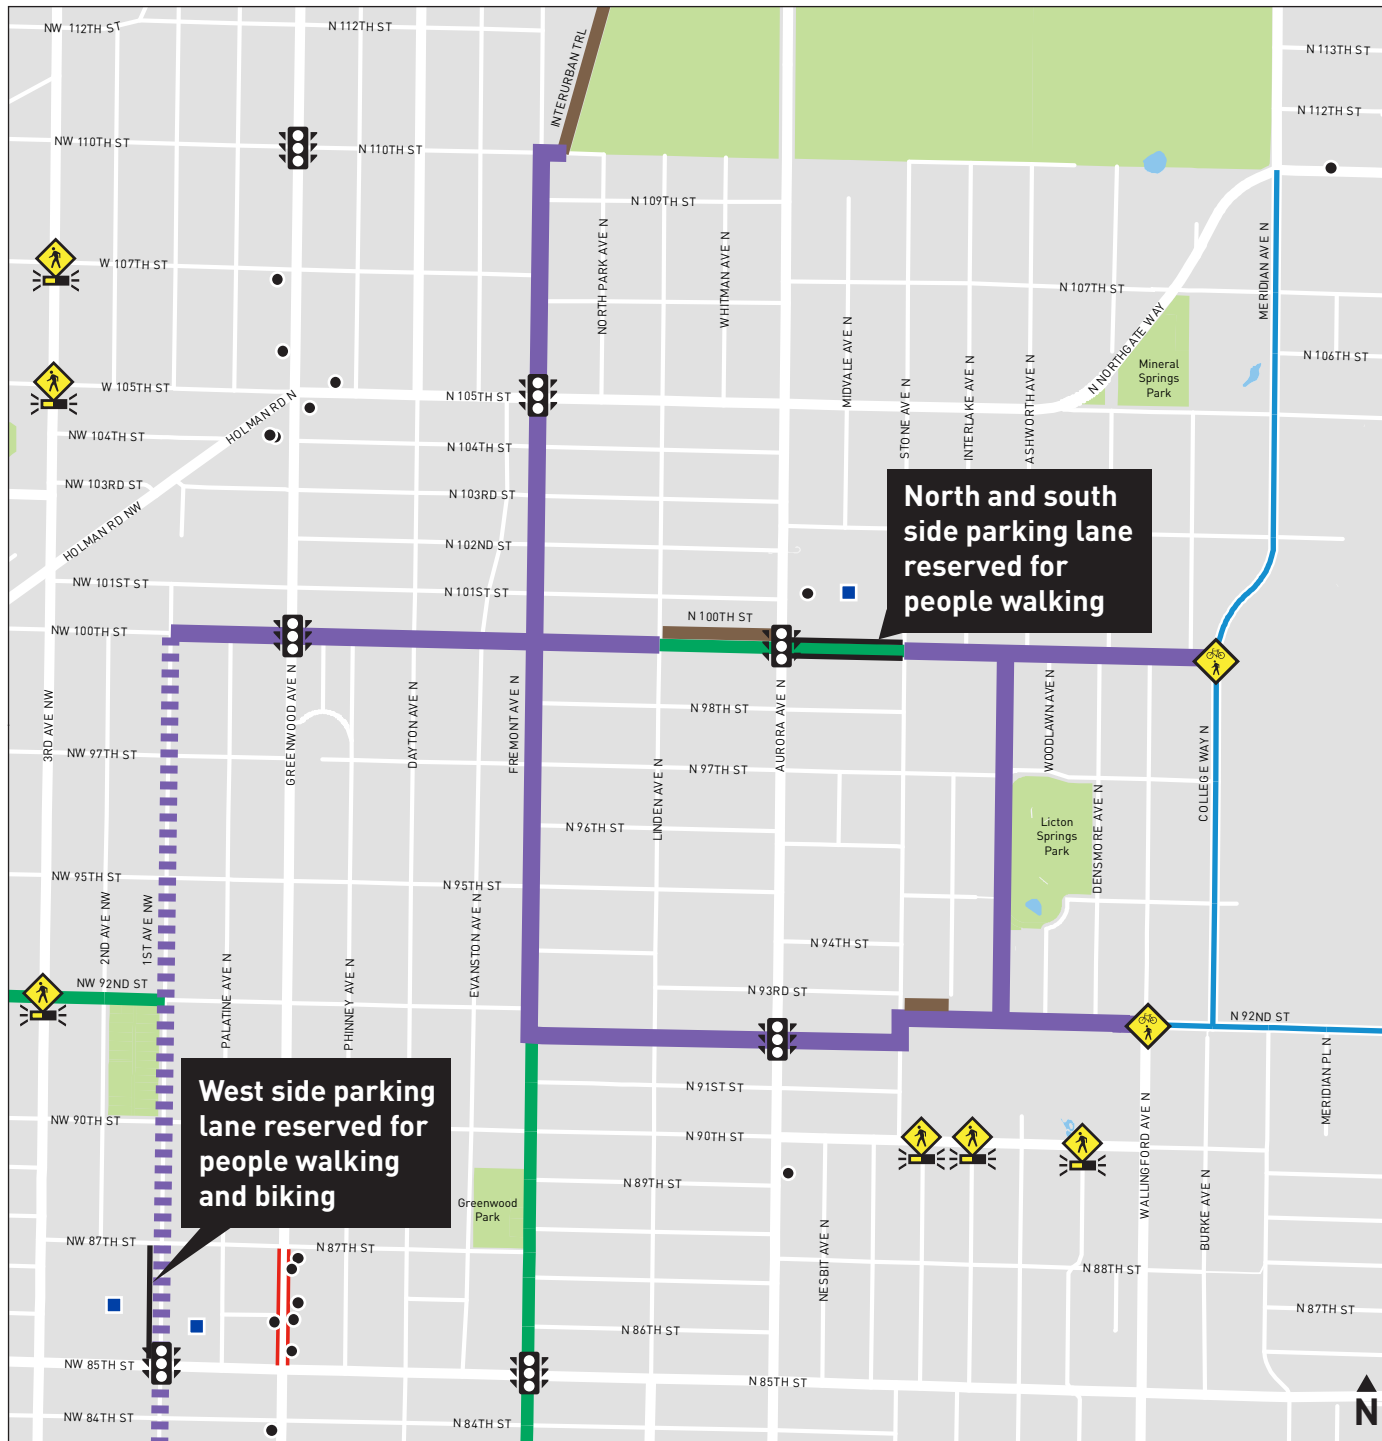 NW 112TH ST
N 112TH ST
INTERURBAN TRL
N 113TH ST
N 112TH ST
NW 110TH ST
N 110TH ST
N 109TH ST
NORTH PARK AVE N
WHITMAN AVE N
W 107TH ST
N 107TH ST
MERIDIAN AVE N
MIDVALE AVE N
N NORTHGATE WAY
N 106TH ST
Mineral
Springs
Park
W 105TH ST
N 105TH ST
HOLMAN RD N
STONE AVE N
INTERLAKE AVE N
ASHWORTH AVE N
NW 104TH ST
N 104TH ST
NW 103RD ST
N 103RD ST
HOLMAN RD NW
N 102ND ST
North and south
side parking lane
reserved for
people walking
NW 101ST ST
N 101ST ST
N 100TH ST
NW 100TH ST
3RD AVE NW
GREENWOOD AVE N
DAYTON AVE N
FREMONT AVE N
AURORA AVE N
WOODLAWN AVE N
N 98TH ST
NW 97TH ST
N 97TH ST
LINDEN AVE N
DENSMORE AVE N
COLLEGE WAY N
N 96TH ST
Licton
Springs
Park
NW 95TH ST
N 95TH ST
2ND AVE NW
1ST AVE NW
EVANSTON AVE N
N 94TH ST
PALATINE AVE N
PHINNEY AVE N
NW 92ND ST
N 93RD ST
N 92ND ST
MERIDIAN PL N
West side parking
lane reserved for
people walking
and biking
N 91ST ST
NW 90TH ST
N 90TH ST
WALLINGFORD AVE N
BURKE AVE N
N 89TH ST
Greenwood
Park
NESBIT AVE N
NW 87TH ST
N 87TH ST
N 88TH ST
N 87TH ST
N 86TH ST
NW 85TH ST
N 85TH ST
NW 84TH ST
N 84TH ST
N